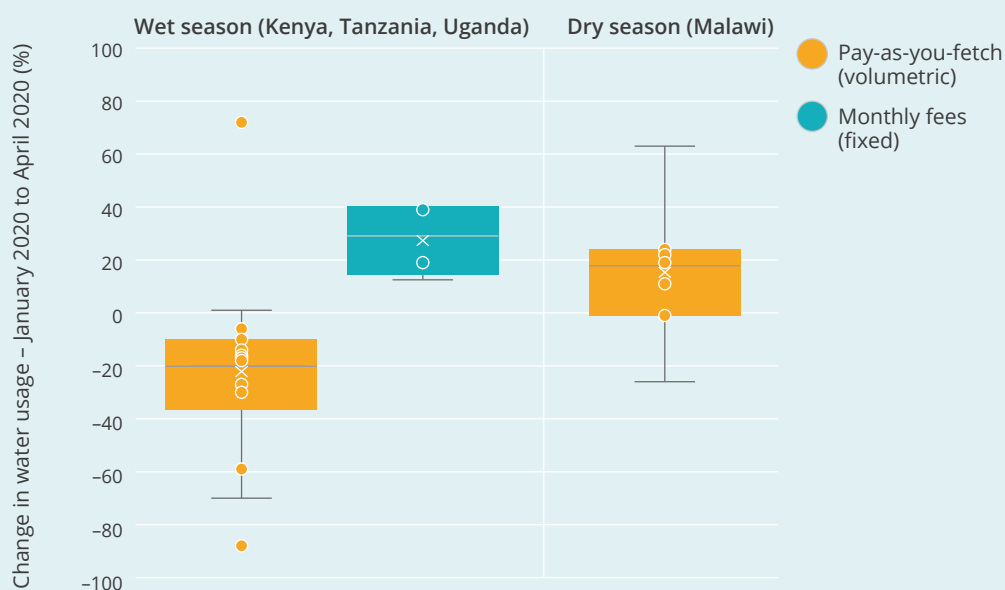 Wet season (Kenya, Tanzania, Uganda)
Dry season (Malawi)
Change in water usage – January 2020 to April 2020 (%)
100
80
60
40
20
0
–20
–40
–60
–80
–100
Pay-as-you-fetch
(volumetric)
Monthly fees
(fixed)